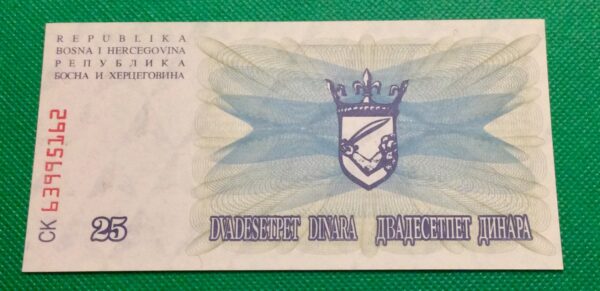 REPUBLIKA
BOSNA I HERCEGOVINA
РЕПУБЛИКА
БОСНА И ХЕРЦЕГОВИНА
CK 63995162
25
DVADESETPET DINARA ДВАДЕСЕТПЕТ ДИНАРА